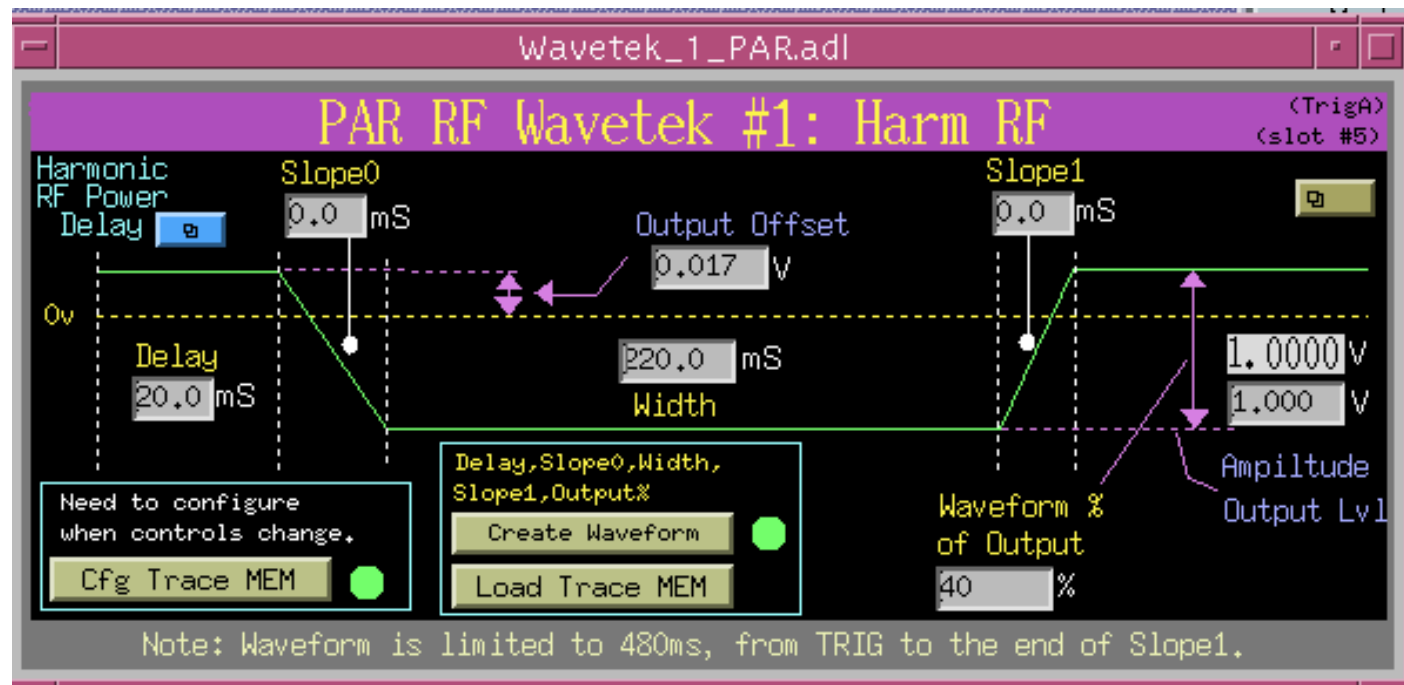 Wavetek_1_PAR.adl
PAR RF Wavetek #1: Harm RF
(TrigA)
(slot #5)
Harmonic
RF Power
Delay
Slope0
0.0 mS
Output Offset
0.017 V
Slope1
0.0 mS
0v
Delay
20.0 mS
220.0 mS
Width
1.0000 V
1.000 V
Ampiltude
Output Lvl
Need to configure
when controls change.
Cfg Trace MEM
Delay,Slope0,Width,
Slope1,Output%
Create Waveform
Load Trace MEM
Waveform %
of Output
40 %
Note: Waveform is limited to 480ms, from TRIG to the end of Slope1.